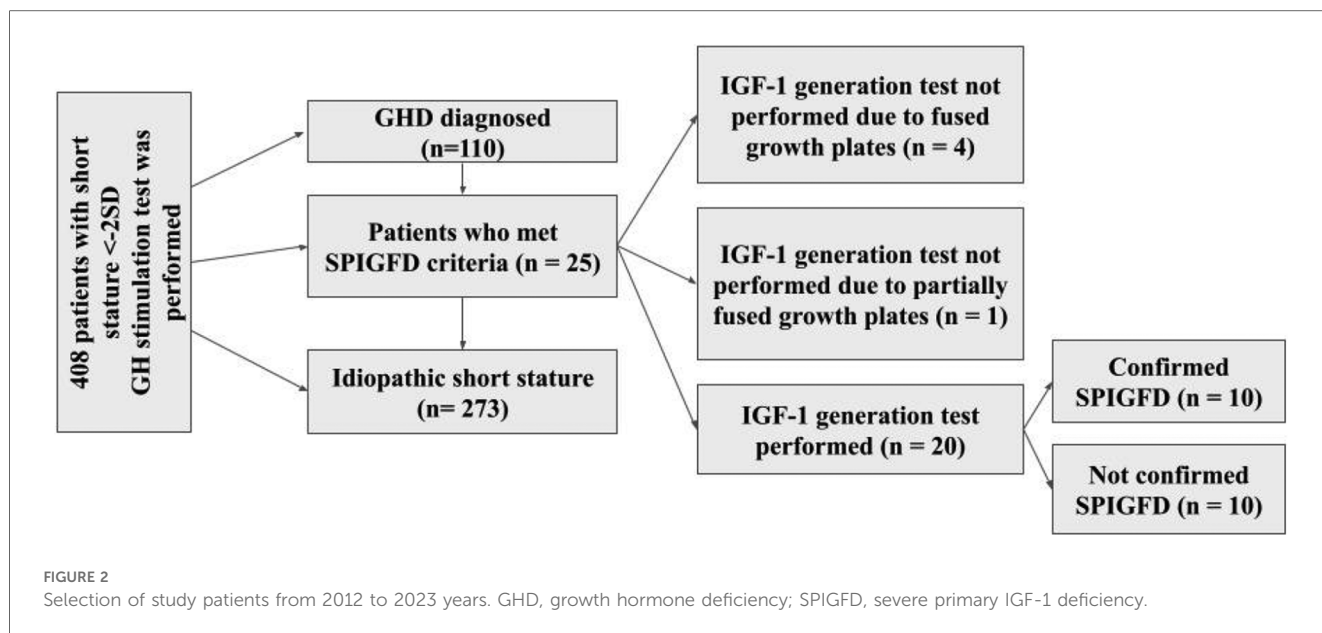 408 patients with short
stature <-2SD
GH stimulation test was
performed
GHD diagnosed
(n=110)
Patients who met
SPIGFD criteria (n = 25)
Idiopathic short stature
(n= 273)
IGF-1 generation test not
performed due to fused
growth plates (n = 4)
IGF-1 generation test not
performed due to partially
fused growth plates (n = 1)
IGF-1 generation test
performed (n = 20)
Confirmed
SPIGFD (n = 10)
Not confirmed
SPIGFD (n = 10)
FIGURE 2
Selection of study patients from 2012 to 2023 years. GHD, growth hormone deficiency; SPIGFD, severe primary IGF-1 deficiency.